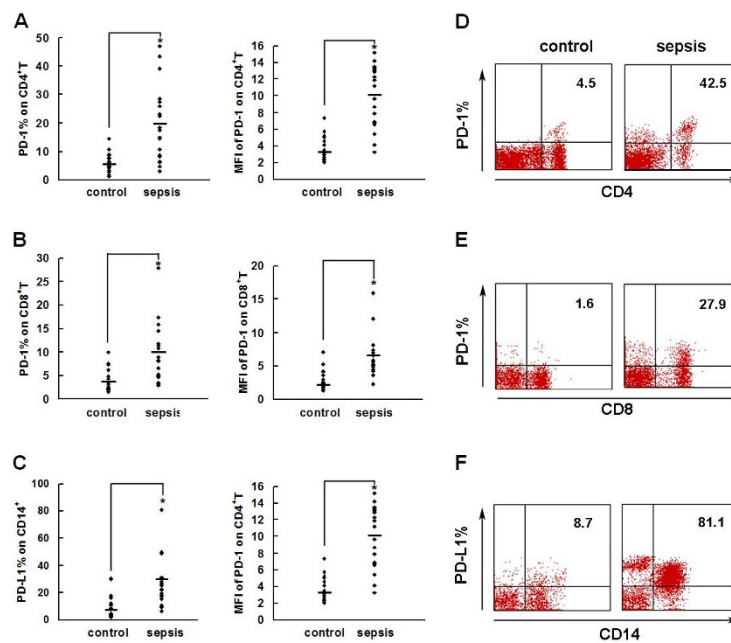 A
PD-1% on CD4+T
50
40
30
20
10
0
*
control sepsis
MFI of PD-1 on CD4+T
16
14
12
10
8
6
4
2
0
*
control sepsis
D
control sepsis
PD-1%
4.5
42.5
CD4
B
PD-1% on CD8+T
30
25
20
15
10
5
0
*
control sepsis
MFI of PD-1 on CD8+T
20
15
10
5
0
*
control sepsis
E
PD-1%
1.6
27.9
CD8
C
PD-L1% on CD14+
100
80
60
40
20
0
*
control sepsis
MFI of PD-1 on CD4+T
16
14
12
10
8
6
4
2
0
*
control sepsis
F
PD-L1%
8.7
81.1
CD14